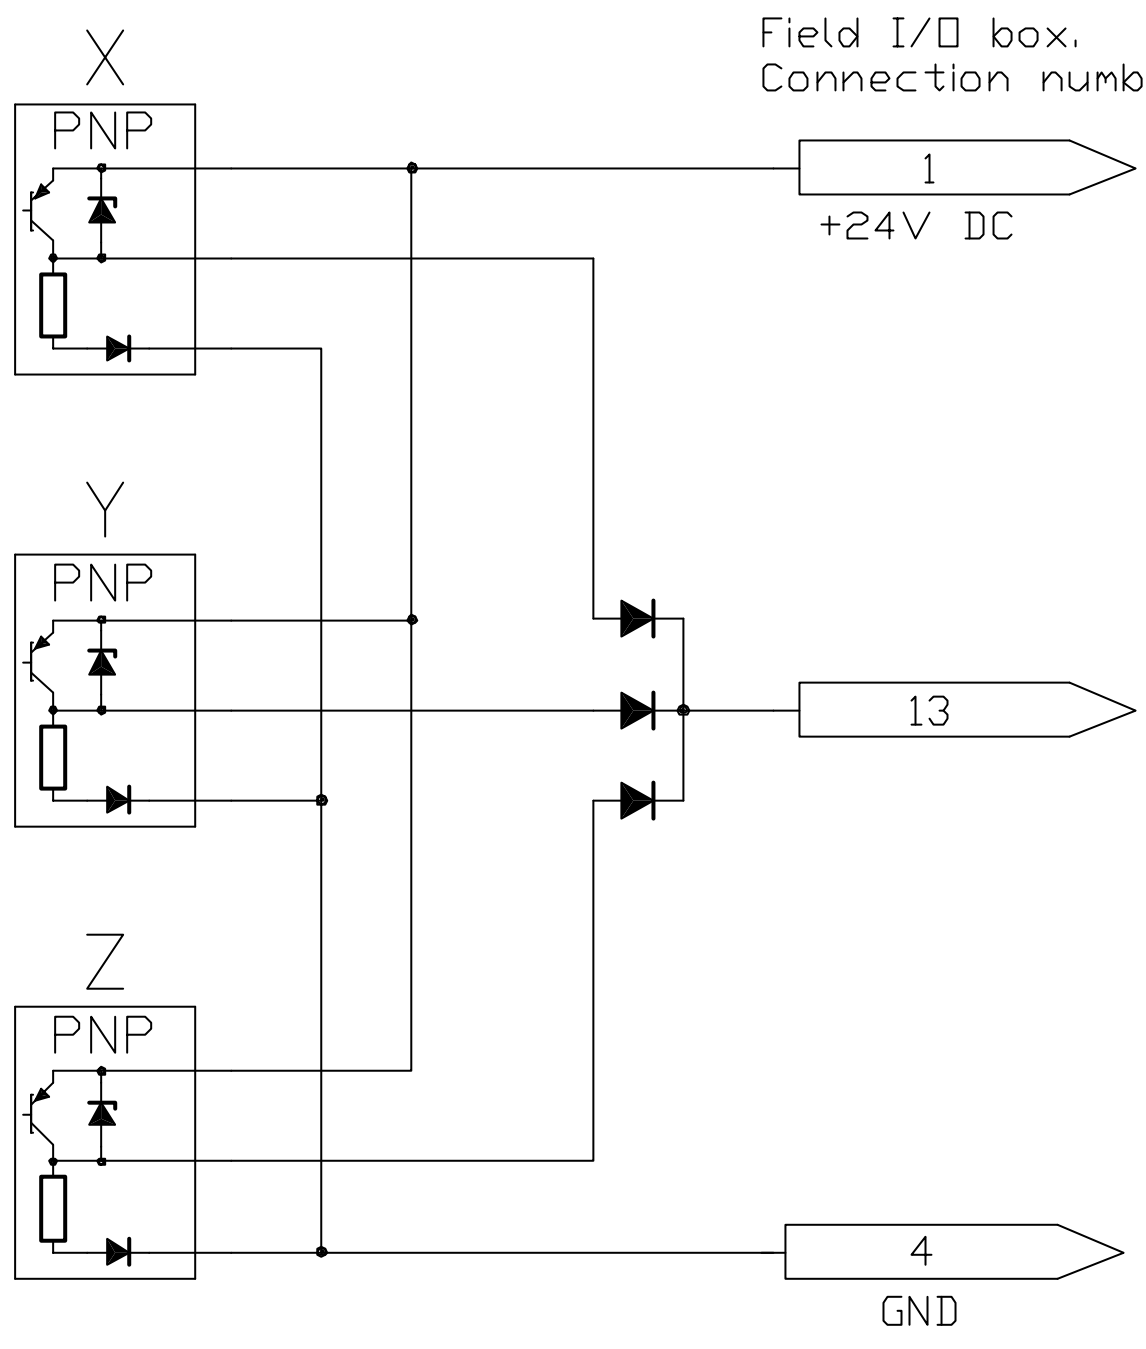 Field I/O box.
Connection numb
X
PNP
1
+24V DC
Y
PNP
13
Z
PNP
4
GND